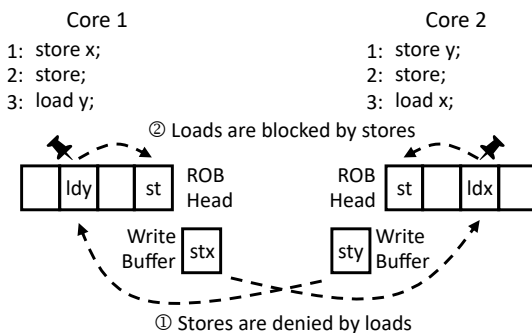 Core 1
1: store x;
2: store;
3: load y;
Core 2
1: store y;
2: store;
3: load x;
② Loads are blocked by stores
ldy
st
ROB
Head
ROB
Head
st
ldx
Write
Buffer
stx
sty
Write
Buffer
① Stores are denied by loads